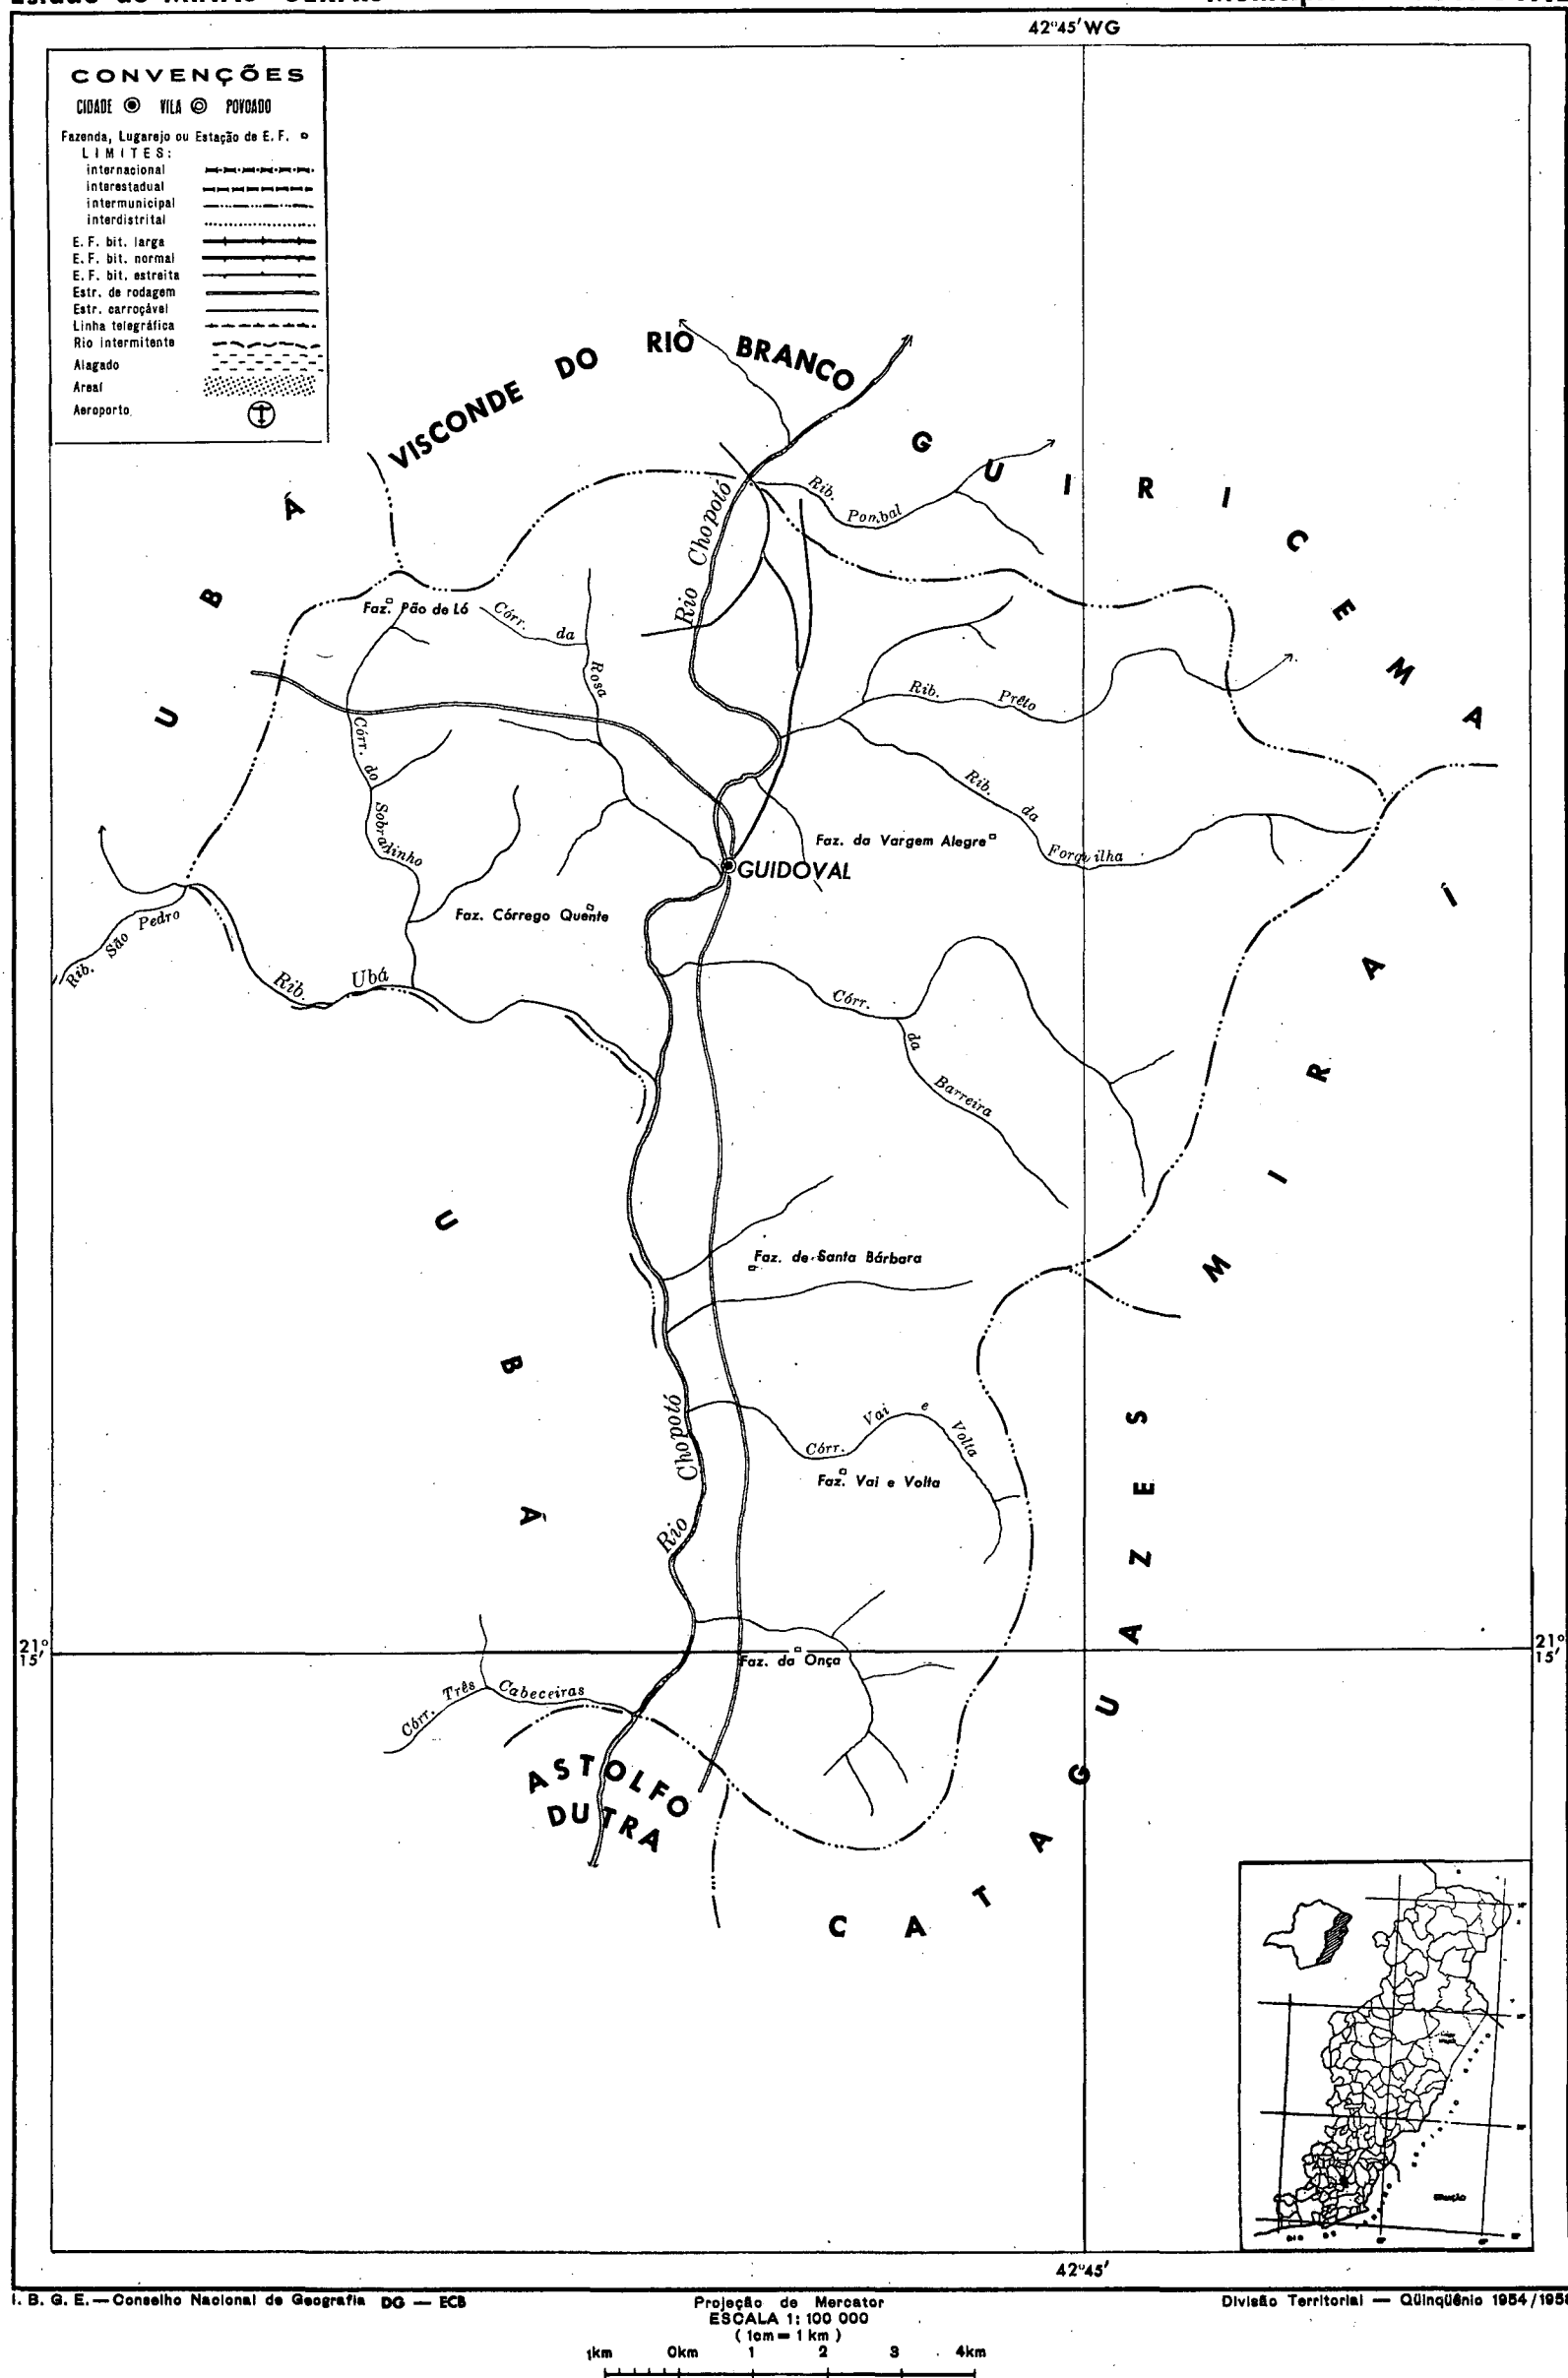 42°45' WG
CONVENÇÕES
CIDADE VILA POVOADO
Fazenda, Lugarejo ou Estação de E. F.
LIMITES:
internacional
interestadual
intermunicipal
interdistrital
E. F. bit. larga
E. F. bit. normal
E. F. bit. estreita
Estr. de rodagem
Estr. carroçável
Linha telegráfica
Rio intermitente
Alagado
Areal
Aeroporto
VISCONDE DO RIO BRANCO
GUIRICEMA
UBÁ
Rib. Pombal
Rio Chopotó
Faz. Pão de Ló
Córr. da Rosa
Rib. Prêto
Córr. do Sobradinho
Rib. da Forquilha
Faz. da Vargem Alegre
GUIDOVAL
Faz. Córrego Quente
MIRAÍ
Rib. São Pedro
Rib. Ubá
Córr. da Barreira
UBÁ
Faz. de Santa Bárbara
Rio Chopotó
Córr. Vai e Volta
Faz. Vai e Volta
CATAGUAZES
21° 15'
21° 15'
Faz. da Onça
Córr. Três Cabeceiras
ASTOLFO
DUTRA
42°45'
I. B. G. E. — Conselho Nacional de Geografia DG — ECB
Projeção de Mercator
ESCALA 1: 100 000
(1cm = 1 km)
Divisão Territorial — Qüinqüênio 1954/1958
1km 0km 1 2 3 4km